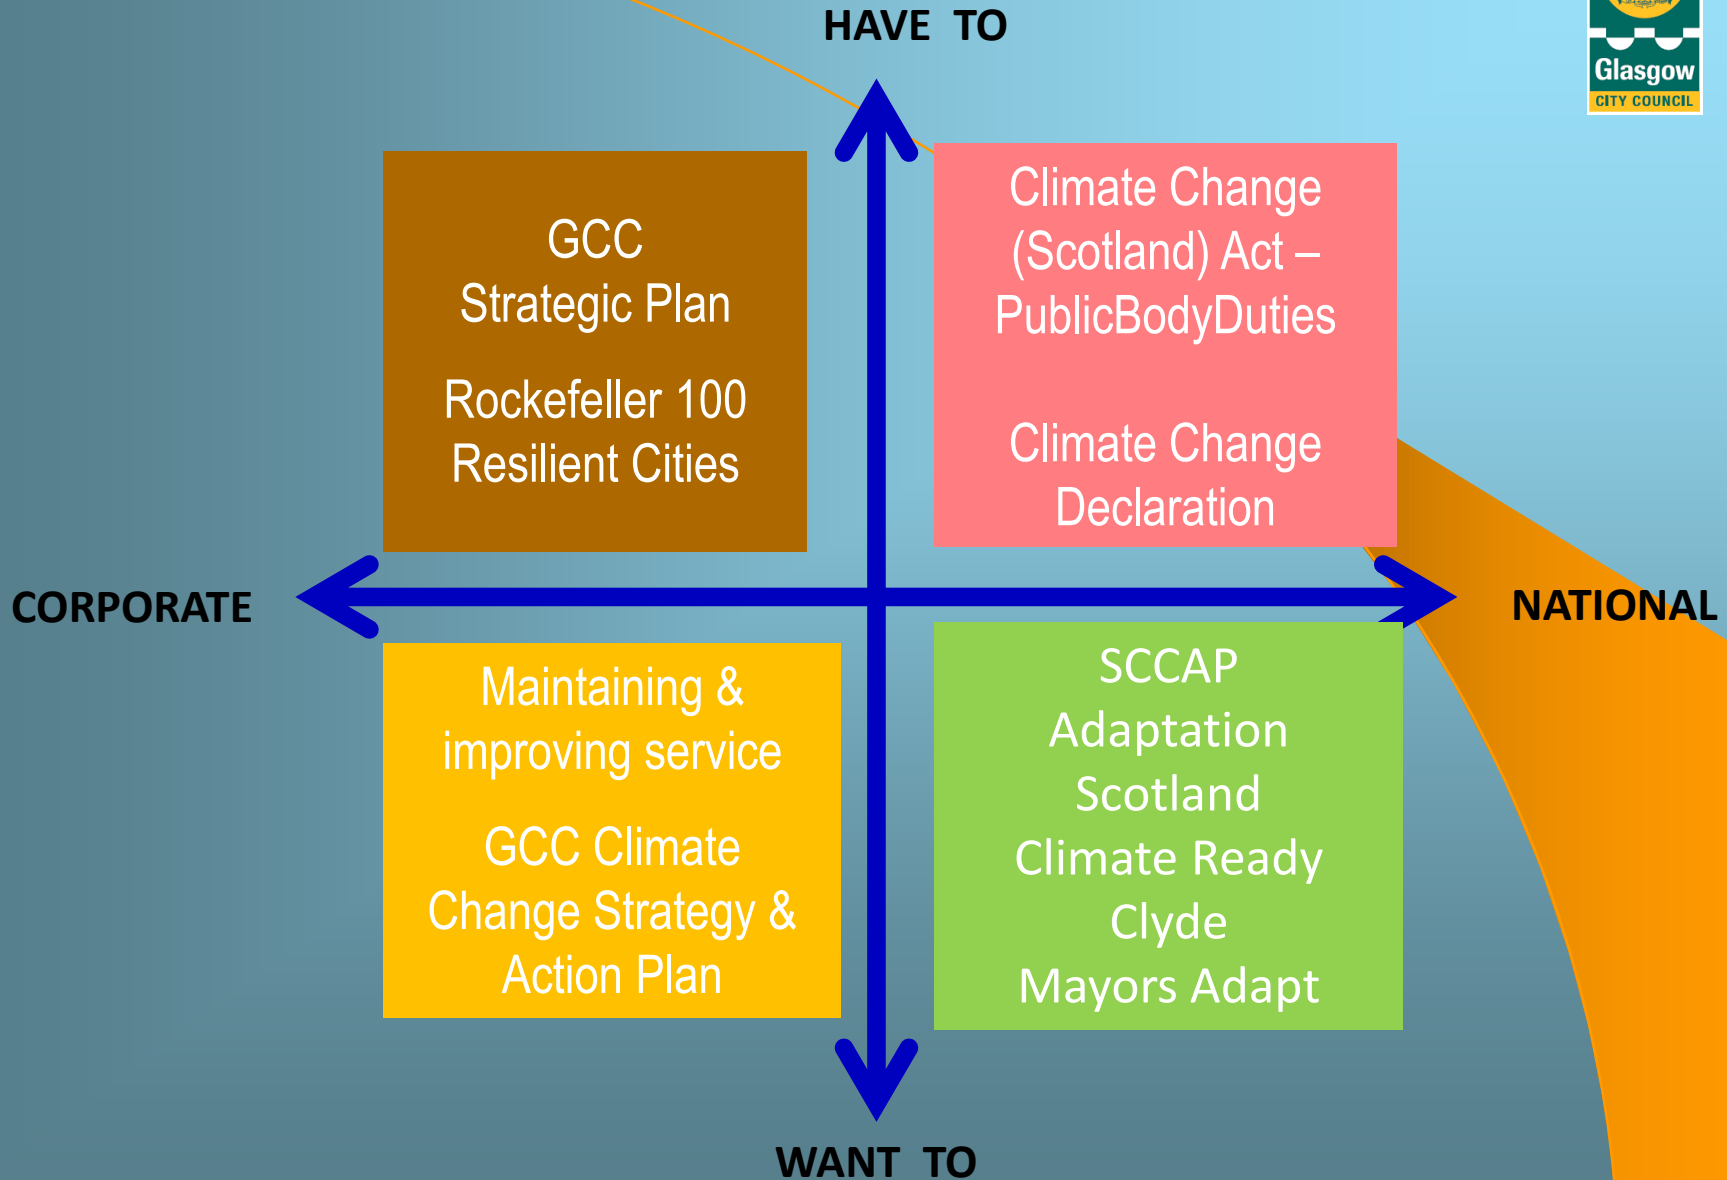 HAVE TO
Glasgow
CITY COUNCIL
GCC
Strategic Plan
Rockefeller 100
Resilient Cities
Climate Change
(Scotland) Act –
PublicBodyDuties
Climate Change
Declaration
CORPORATE
NATIONAL
Maintaining &
improving service
GCC Climate
Change Strategy &
Action Plan
SCCAP
Adaptation
Scotland
Climate Ready
Clyde
Mayors Adapt
WANT TO